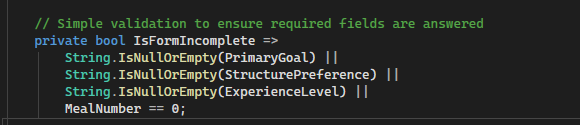 // Simple validation to ensure required fields are answered
private bool IsFormIncomplete =>
String.IsNullOrEmpty(PrimaryGoal) ||
String.IsNullOrEmpty(StructurePreference) ||
String.IsNullOrEmpty(ExperienceLevel) ||
MealNumber == 0;